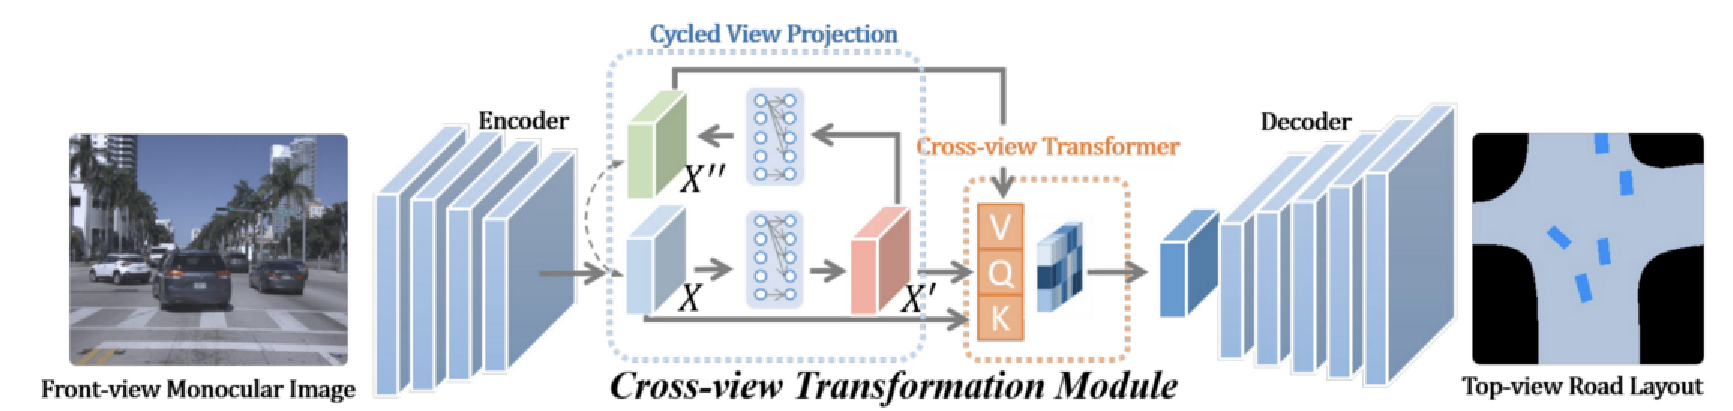 Cycled View Projection
Encoder
Decoder
Cross-view Transformer
X″
V
Q
K
X
X′
Front-view Monocular Image
Cross-view Transformation Module
Top-view Road Layout